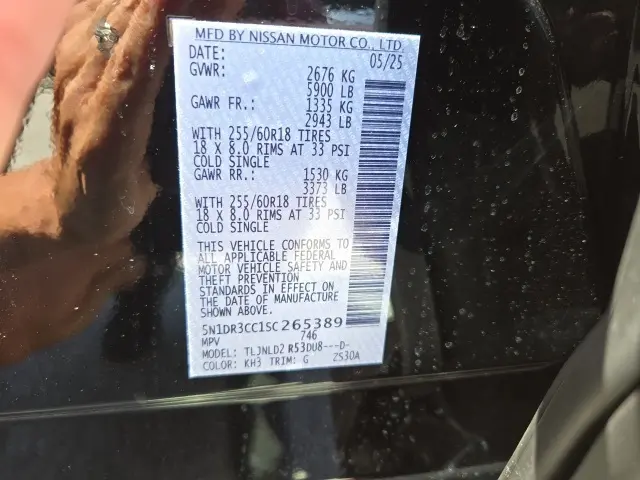 MFD BY NISSAN MOTOR CO., LTD.
DATE: 05/25
GVWR: 2676 KG
5900 LB
GAWR FR.: 1335 KG
2943 LB
WITH 255/60R18 TIRES
18 X 8.0 RIMS AT 33 PSI
COLD SINGLE
GAWR RR.: 1530 KG
3373 LB
WITH 255/60R18 TIRES
18 X 8.0 RIMS AT 33 PSI
COLD SINGLE
THIS VEHICLE CONFORMS TO
ALL APPLICABLE FEDERAL
MOTOR VEHICLE SAFETY AND
THEFT PREVENTION
STANDARDS IN EFFECT ON
THE DATE OF MANUFACTURE
SHOWN ABOVE.
5N1DR3CC1SC265389
MPV 746
MODEL: TLJNLD2 R53DU8---D-
COLOR: KH3 TRIM: G 2S30A